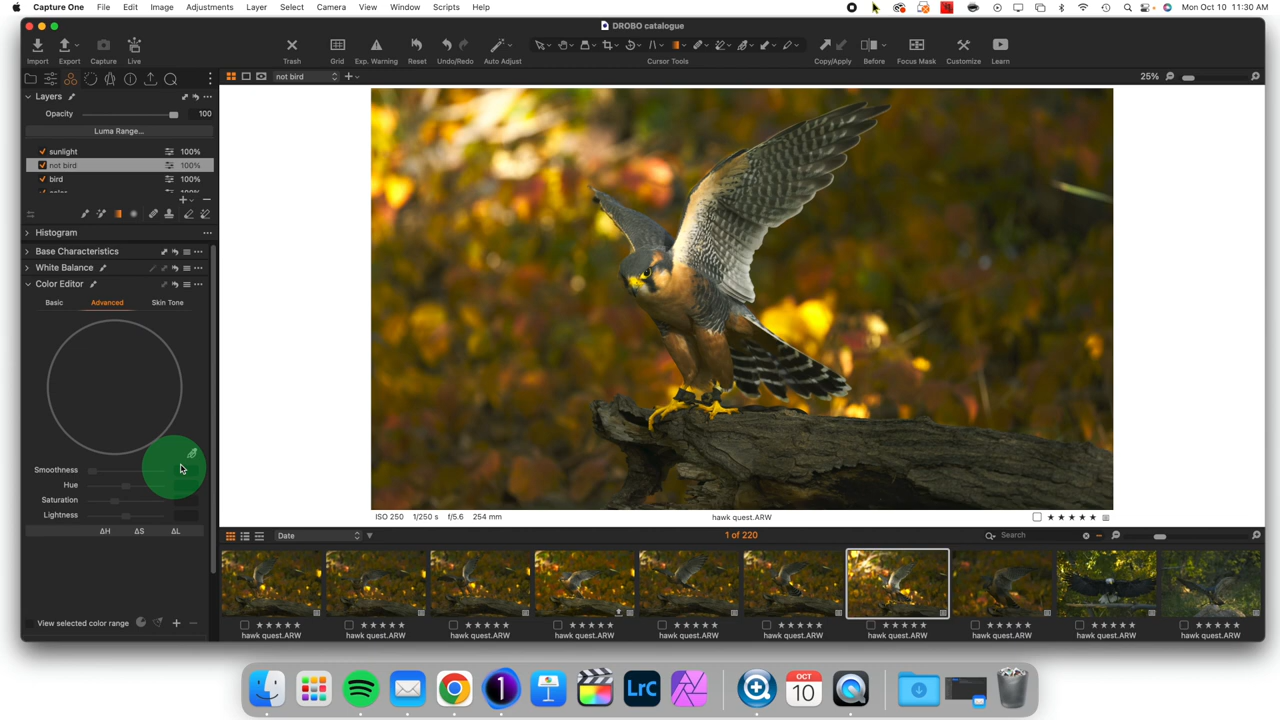 Capture One File Edit Image Adjustments Layer Select Camera View Window Scripts Help
Mon Oct 10 11:30 AM
DROBO catalogue
Import Export Capture Live Trash Grid Exp. Warning Reset Undo/Redo Auto Adjust Cursor Tools Copy/Apply Before Focus Mask Customize Learn
not bird
25%
Layers
Opacity 100
Luma Range...
sunlight 100%
not bird 100%
bird 100%
Histogram
Base Characteristics
White Balance
Color Editor
Basic Advanced Skin Tone
Smoothness
Hue
Saturation
Lightness
ΔH ΔS ΔL
View selected color range
ISO 250 1/250 s f/5.6 254 mm
hawk quest.ARW
Date
1 of 220
Search
hawk quest.ARW hawk quest.ARW hawk quest.ARW hawk quest.ARW hawk quest.ARW hawk quest.ARW hawk quest.ARW hawk quest.ARW hawk quest.ARW hawk quest.ARW
1
LrC
OCT
10